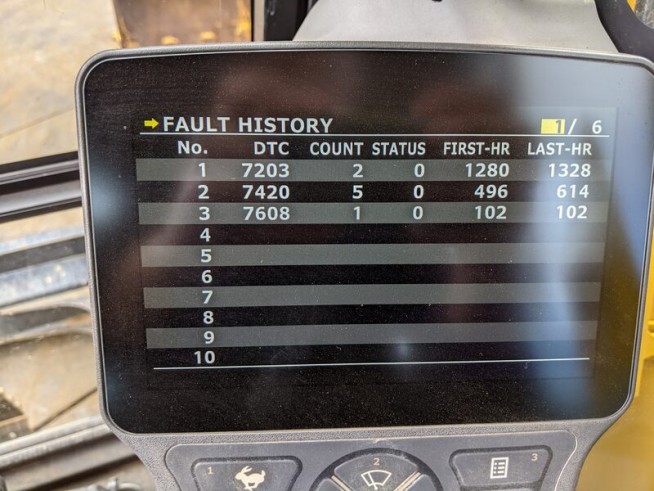 FAULT HISTORY 1 / 6
No. DTC COUNT STATUS FIRST-HR LAST-HR
1 7203 2 0 1280 1328
2 7420 5 0 496 614
3 7608 1 0 102 102
4
5
6
7
8
9
10
1 2 3